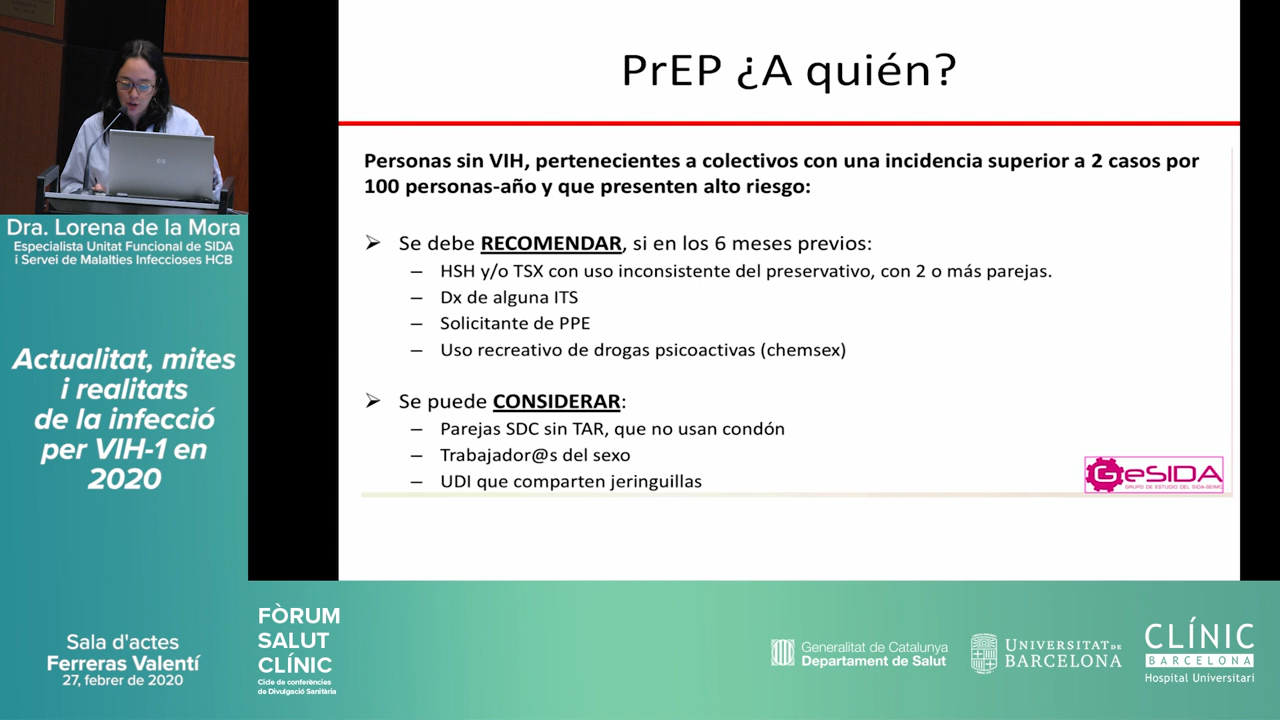 PrEP ¿A quién?
Personas sin VIH, pertenecientes a colectivos con una incidencia superior a 2 casos por
100 personas-año y que presenten alto riesgo:
➤ Se debe RECOMENDAR, si en los 6 meses previos:
– HSH y/o TSX con uso inconsistente del preservativo, con 2 o más parejas.
– Dx de alguna ITS
– Solicitante de PPE
– Uso recreativo de drogas psicoactivas (chemsex)
➤ Se puede CONSIDERAR:
– Parejas SDC sin TAR, que no usan condón
– Trabajador@s del sexo
– UDI que comparten jeringuillas
GeSIDA
GRUPO DE ESTUDIO DEL SIDA-SEIMC
Dra. Lorena de la Mora
Especialista Unitat Funcional de SIDA
i Servei de Malalties Infeccioses HCB
Actualitat, mites
i realitats
de la infecció
per VIH-1 en
2020
Sala d'actes
Ferreras Valentí
27, febrer de 2020
FÒRUM
SALUT
CLÍNIC
Cicle de conferències
de Divulgació Sanitària
Generalitat de Catalunya
Departament de Salut
UNIVERSITAT DE
BARCELONA
CLÍNIC
BARCELONA
Hospital Universitari